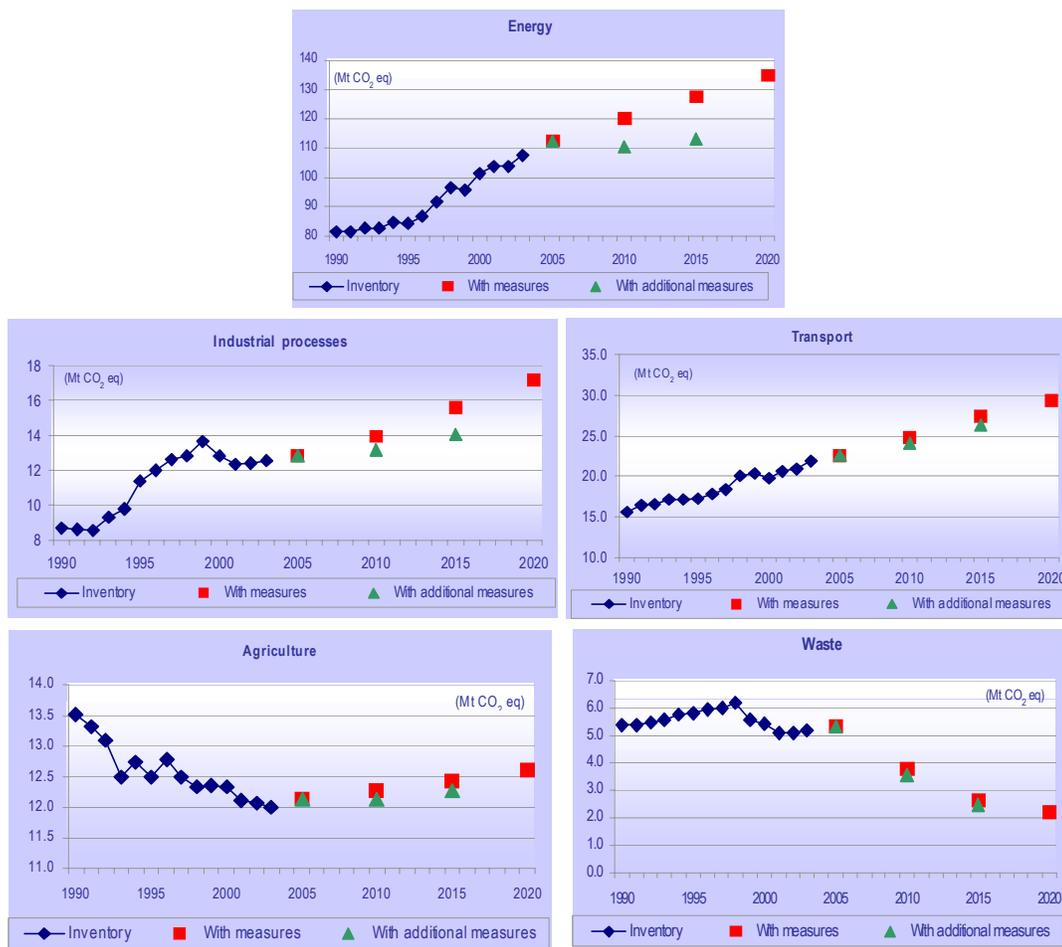 Energy
(Mt CO2 eq)
140
130
120
110
100
90
80
1990 1995 2000 2005 2010 2015 2020
Inventory With measures With additional measures
Industrial processes
(Mt CO2 eq)
18
16
14
12
10
8
1990 1995 2000 2005 2010 2015 2020
Inventory With measures With additional measures
Transport
35.0
(Mt CO2 eq)
30.0
25.0
20.0
15.0
10.0
1990 1995 2000 2005 2010 2015 2020
Inventory With measures With additional measures
Agriculture
14.0
(Mt CO2 eq)
13.5
13.0
12.5
12.0
11.5
11.0
1990 1995 2000 2005 2010 2015 2020
Inventory With measures With additional measures
Waste
7.0
(Mt CO2 eq)
6.0
5.0
4.0
3.0
2.0
1.0
0.0
1990 1995 2000 2005 2010 2015 2020
Inventory With measures With additional measures